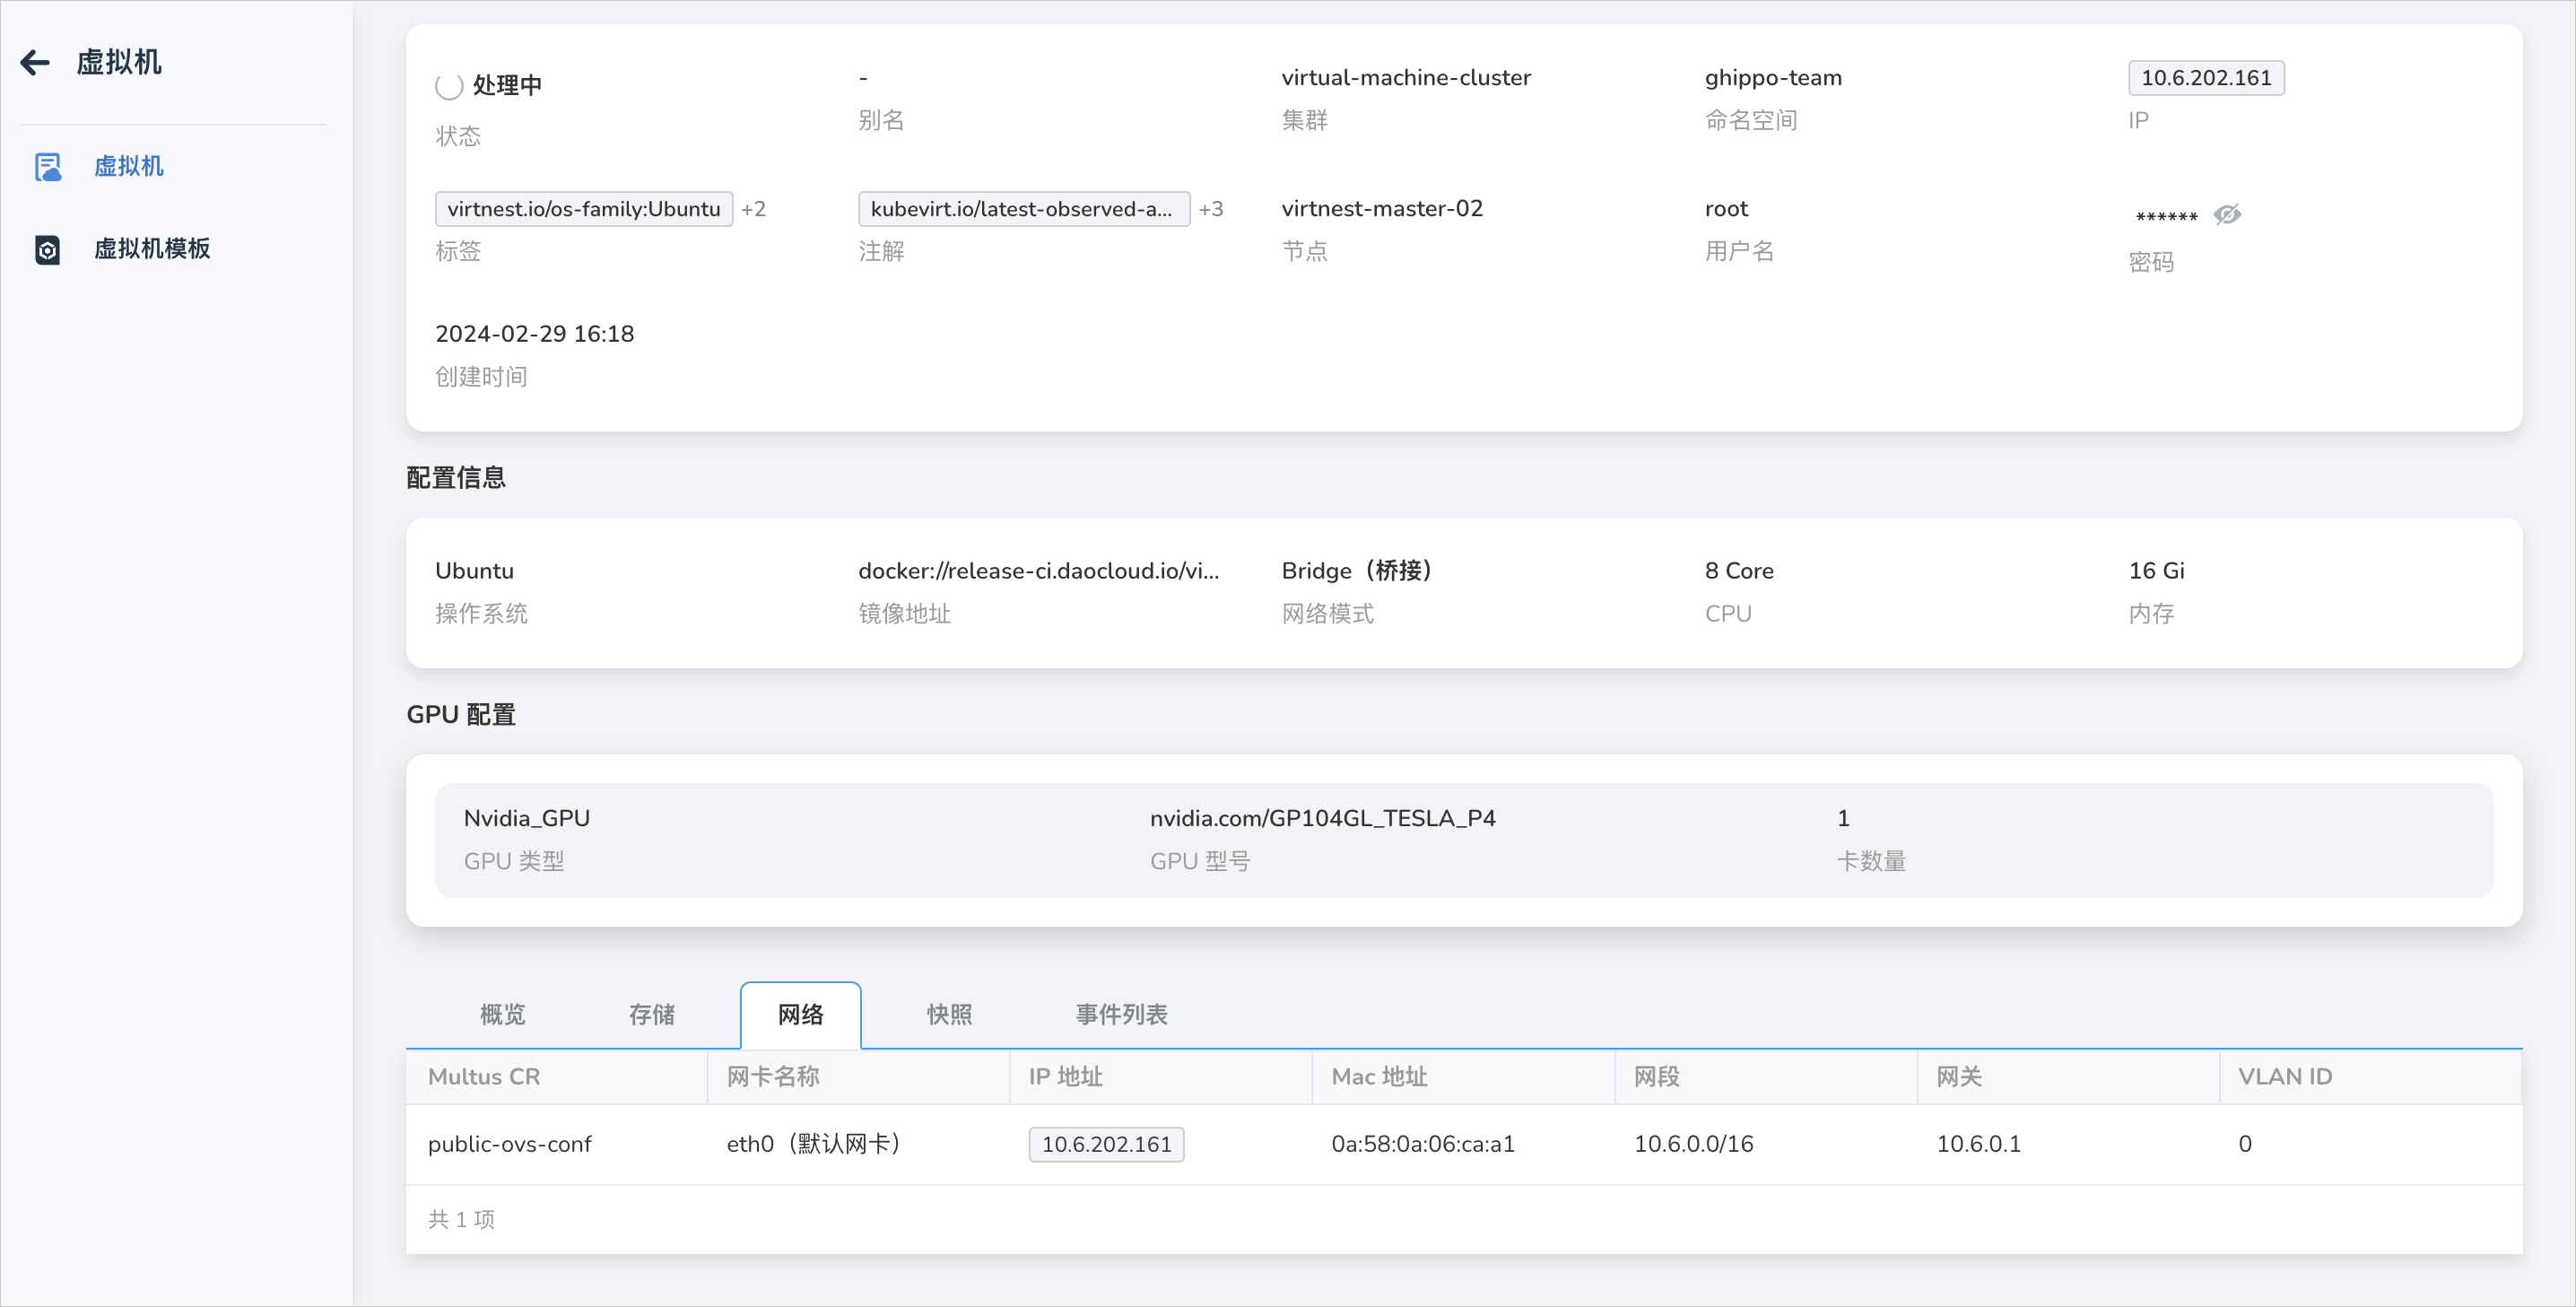 虚拟机
虚拟机
虚拟机模板
处理中
状态
-
别名
virtual-machine-cluster
集群
ghippo-team
命名空间
10.6.202.161
IP
virtnest.io/os-family:Ubuntu +2
标签
kubevirt.io/latest-observed-a... +3
注解
virtnest-master-02
节点
root
用户名
******
密码
2024-02-29 16:18
创建时间
配置信息
Ubuntu
操作系统
docker://release-ci.daocloud.io/vi...
镜像地址
Bridge（桥接）
网络模式
8 Core
CPU
16 Gi
内存
GPU 配置
Nvidia_GPU
GPU 类型
nvidia.com/GP104GL_TESLA_P4
GPU 型号
1
卡数量
概览 存储 网络 快照 事件列表
Multus CR 网卡名称 IP 地址 Mac 地址 网段 网关 VLAN ID
public-ovs-conf eth0（默认网卡） 10.6.202.161 0a:58:0a:06:ca:a1 10.6.0.0/16 10.6.0.1 0
共 1 项